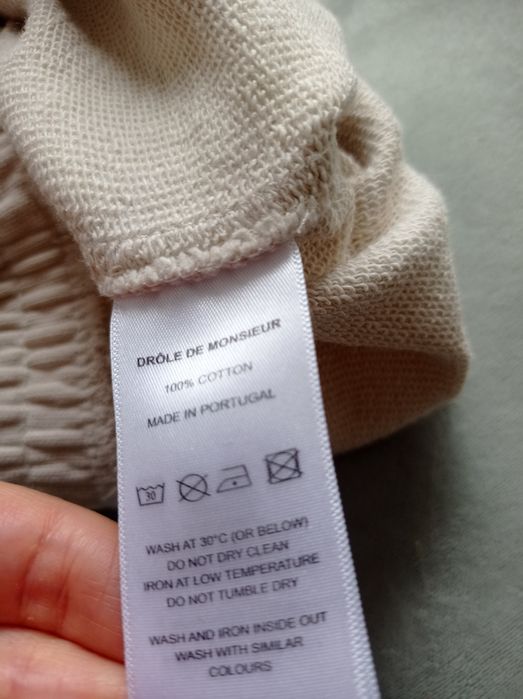 DRÔLE DE MONSIEUR
100% COTTON
MADE IN PORTUGAL
30
WASH AT 30°C (OR BELOW)
DO NOT DRY CLEAN
IRON AT LOW TEMPERATURE
DO NOT TUMBLE DRY
WASH AND IRON INSIDE OUT
WASH WITH SIMILAR
COLOURS